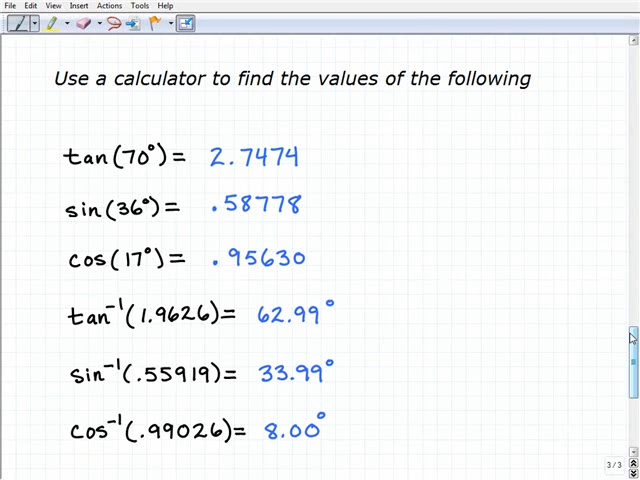 File Edit View Insert Actions Tools Help
Use a calculator to find the values of the following
tan(70°) = 2.7474
sin(36°) = .58778
cos(17°) = .95630
tan⁻¹(1.9626) = 62.99°
sin⁻¹(.55919) = 33.99°
cos⁻¹(.99026) = 8.00°
3/3